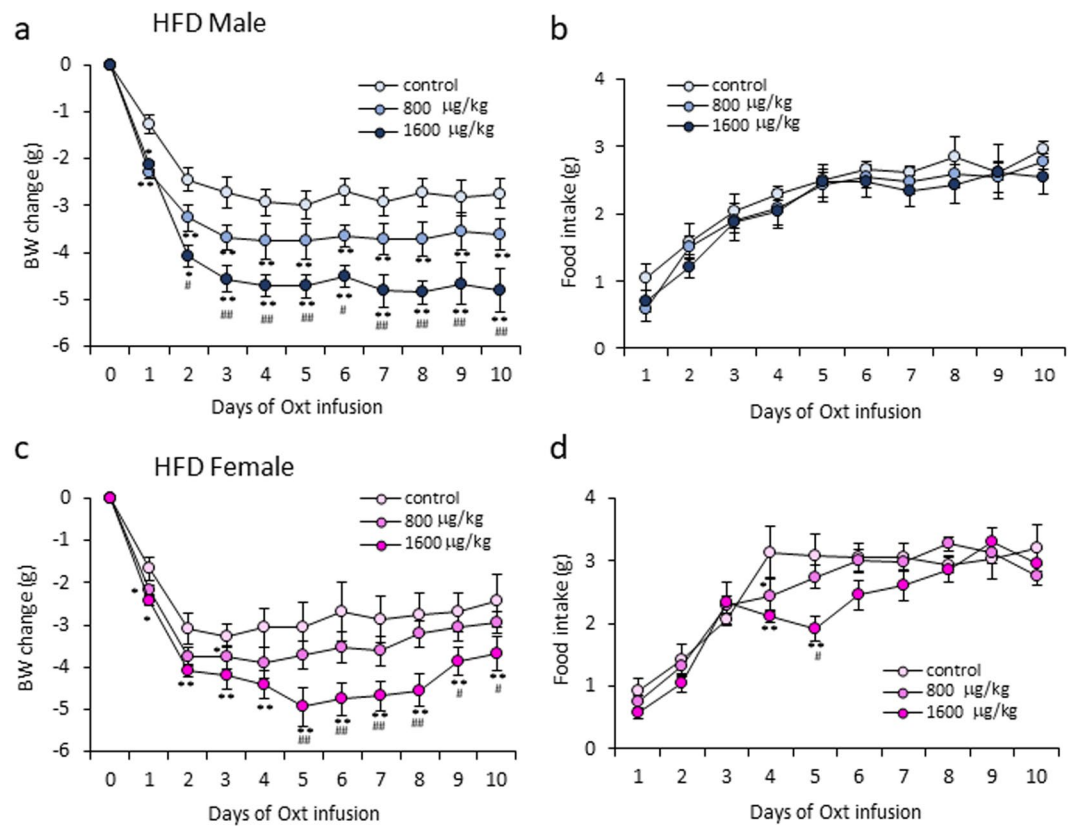 a
HFD Male
b
0
-1
-2
-3
-4
-5
-6
BW change (g)
control
800 μg/kg
1600 μg/kg
** * ** ** ** ** ** ** ** ** **
* ** ** ** ** ** ** ** **
# ## ## ## # ## ## ## ##
0 1 2 3 4 5 6 7 8 9 10
Days of Oxt infusion
4
3
2
1
0
Food intake (g)
control
800 μg/kg
1600 μg/kg
1 2 3 4 5 6 7 8 9 10
Days of Oxt infusion
c
HFD Female
d
0
-1
-2
-3
-4
-5
-6
BW change (g)
control
800 μg/kg
1600 μg/kg
* *
* ** ** ** ** ** ** ** **
## ## ## ## # #
0 1 2 3 4 5 6 7 8 9 10
Days of Oxt infusion
4
3
2
1
0
Food intake (g)
*
** **
#
control
800 μg/kg
1600 μg/kg
1 2 3 4 5 6 7 8 9 10
Days of Oxt infusion